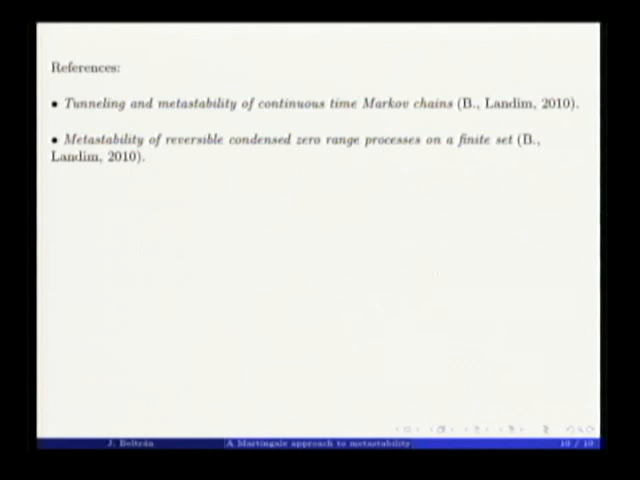 References:
• Tunneling and metastability of continuous time Markov chains (B., Landim, 2010).
• Metastability of reversible condensed zero range processes on a finite set (B.,
Landim, 2010).
J. Beltrán A Martingale approach to metastability 10 / 10